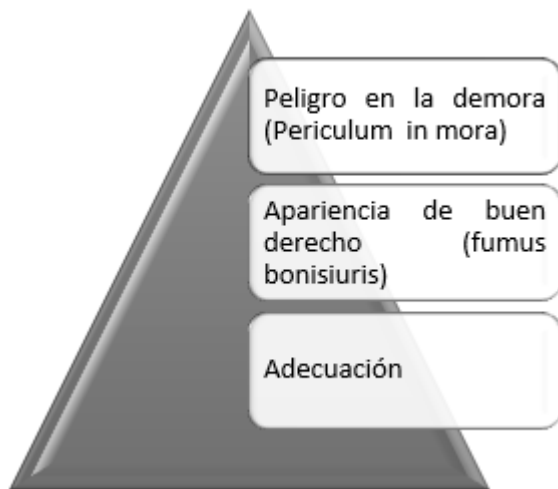 Peligro en la demora
(Periculum in mora)
Apariencia de buen
derecho (fumus
bonisiuris)
Adecuación